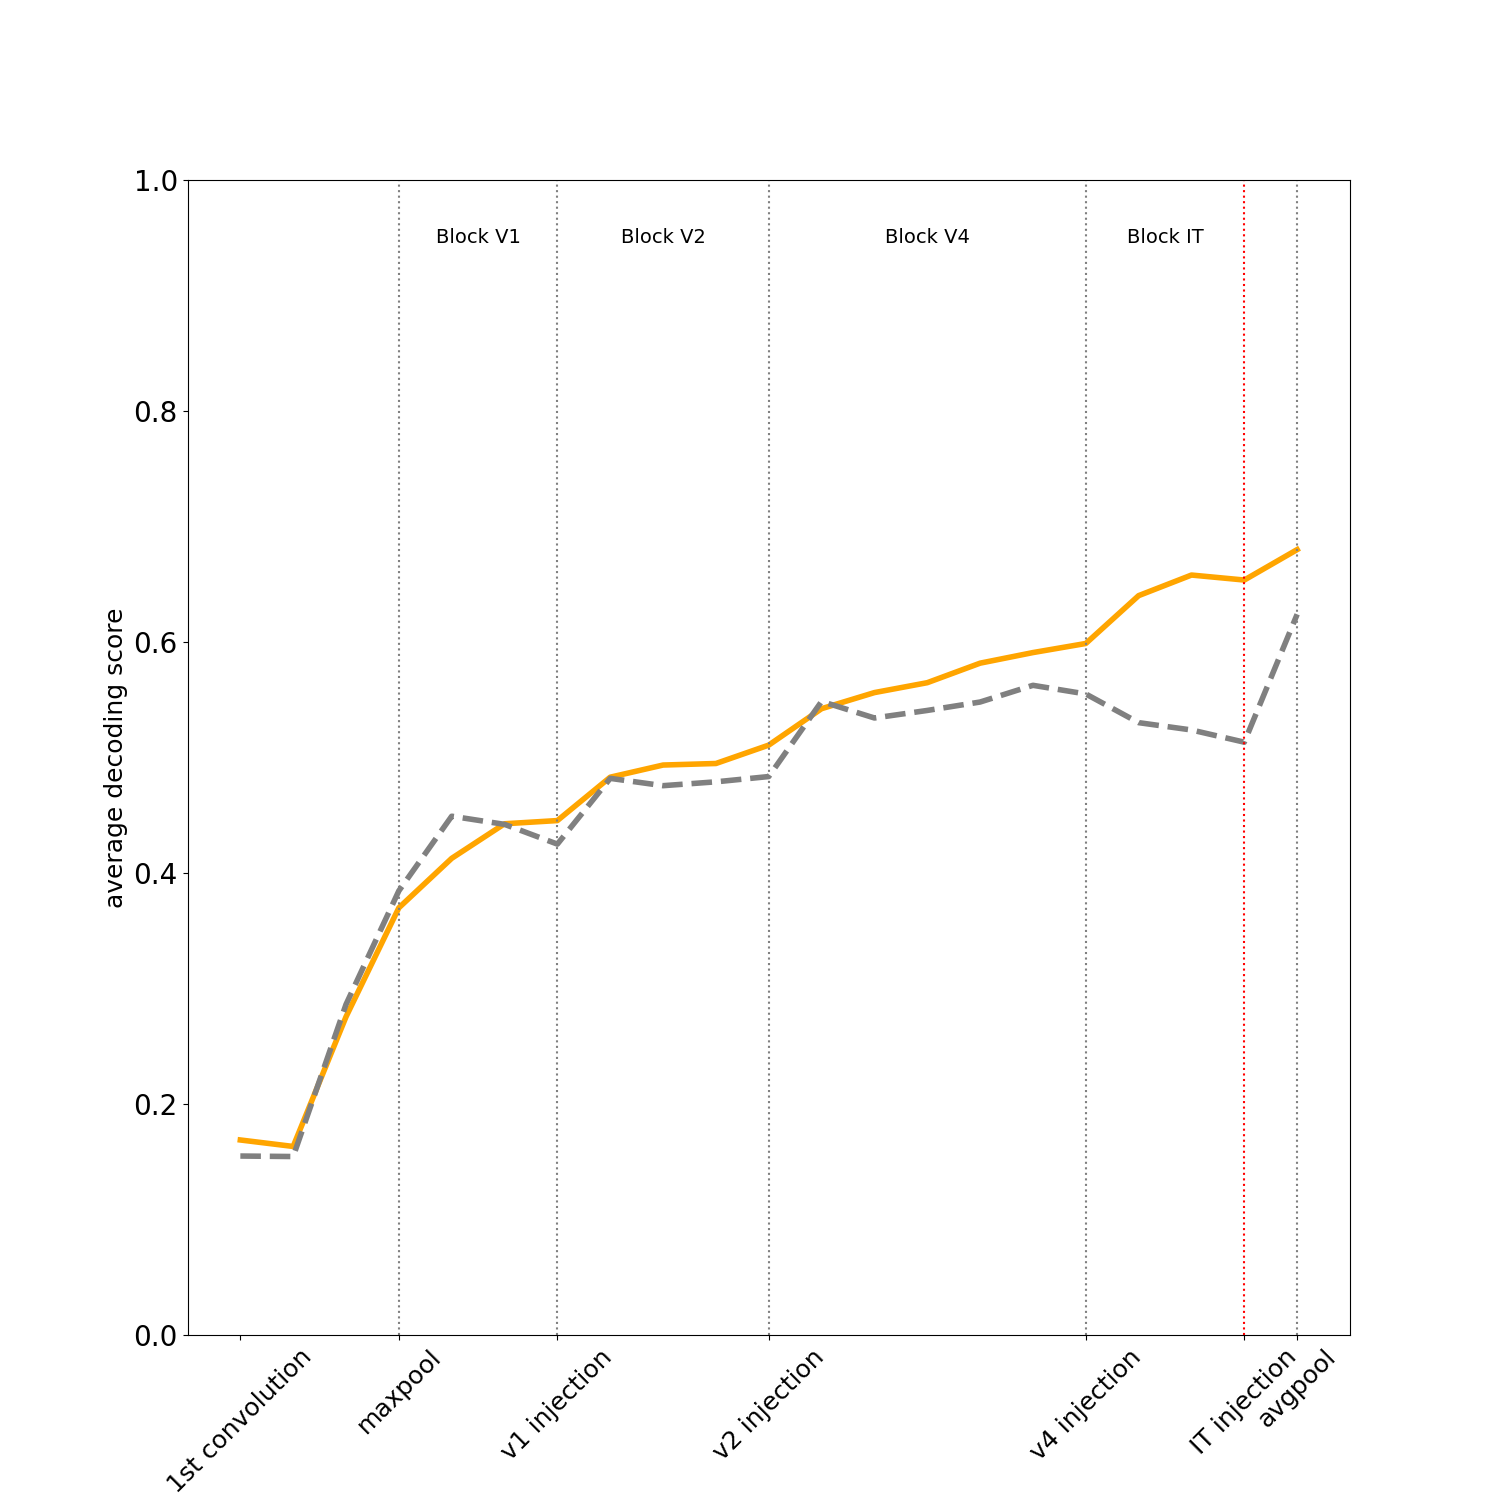 1.0
0.8
0.6
0.4
0.2
0.0
average decoding score
Block V1
Block V2
Block V4
Block IT
1st convolution
maxpool
v1 injection
v2 injection
v4 injection
IT injection
avgpool